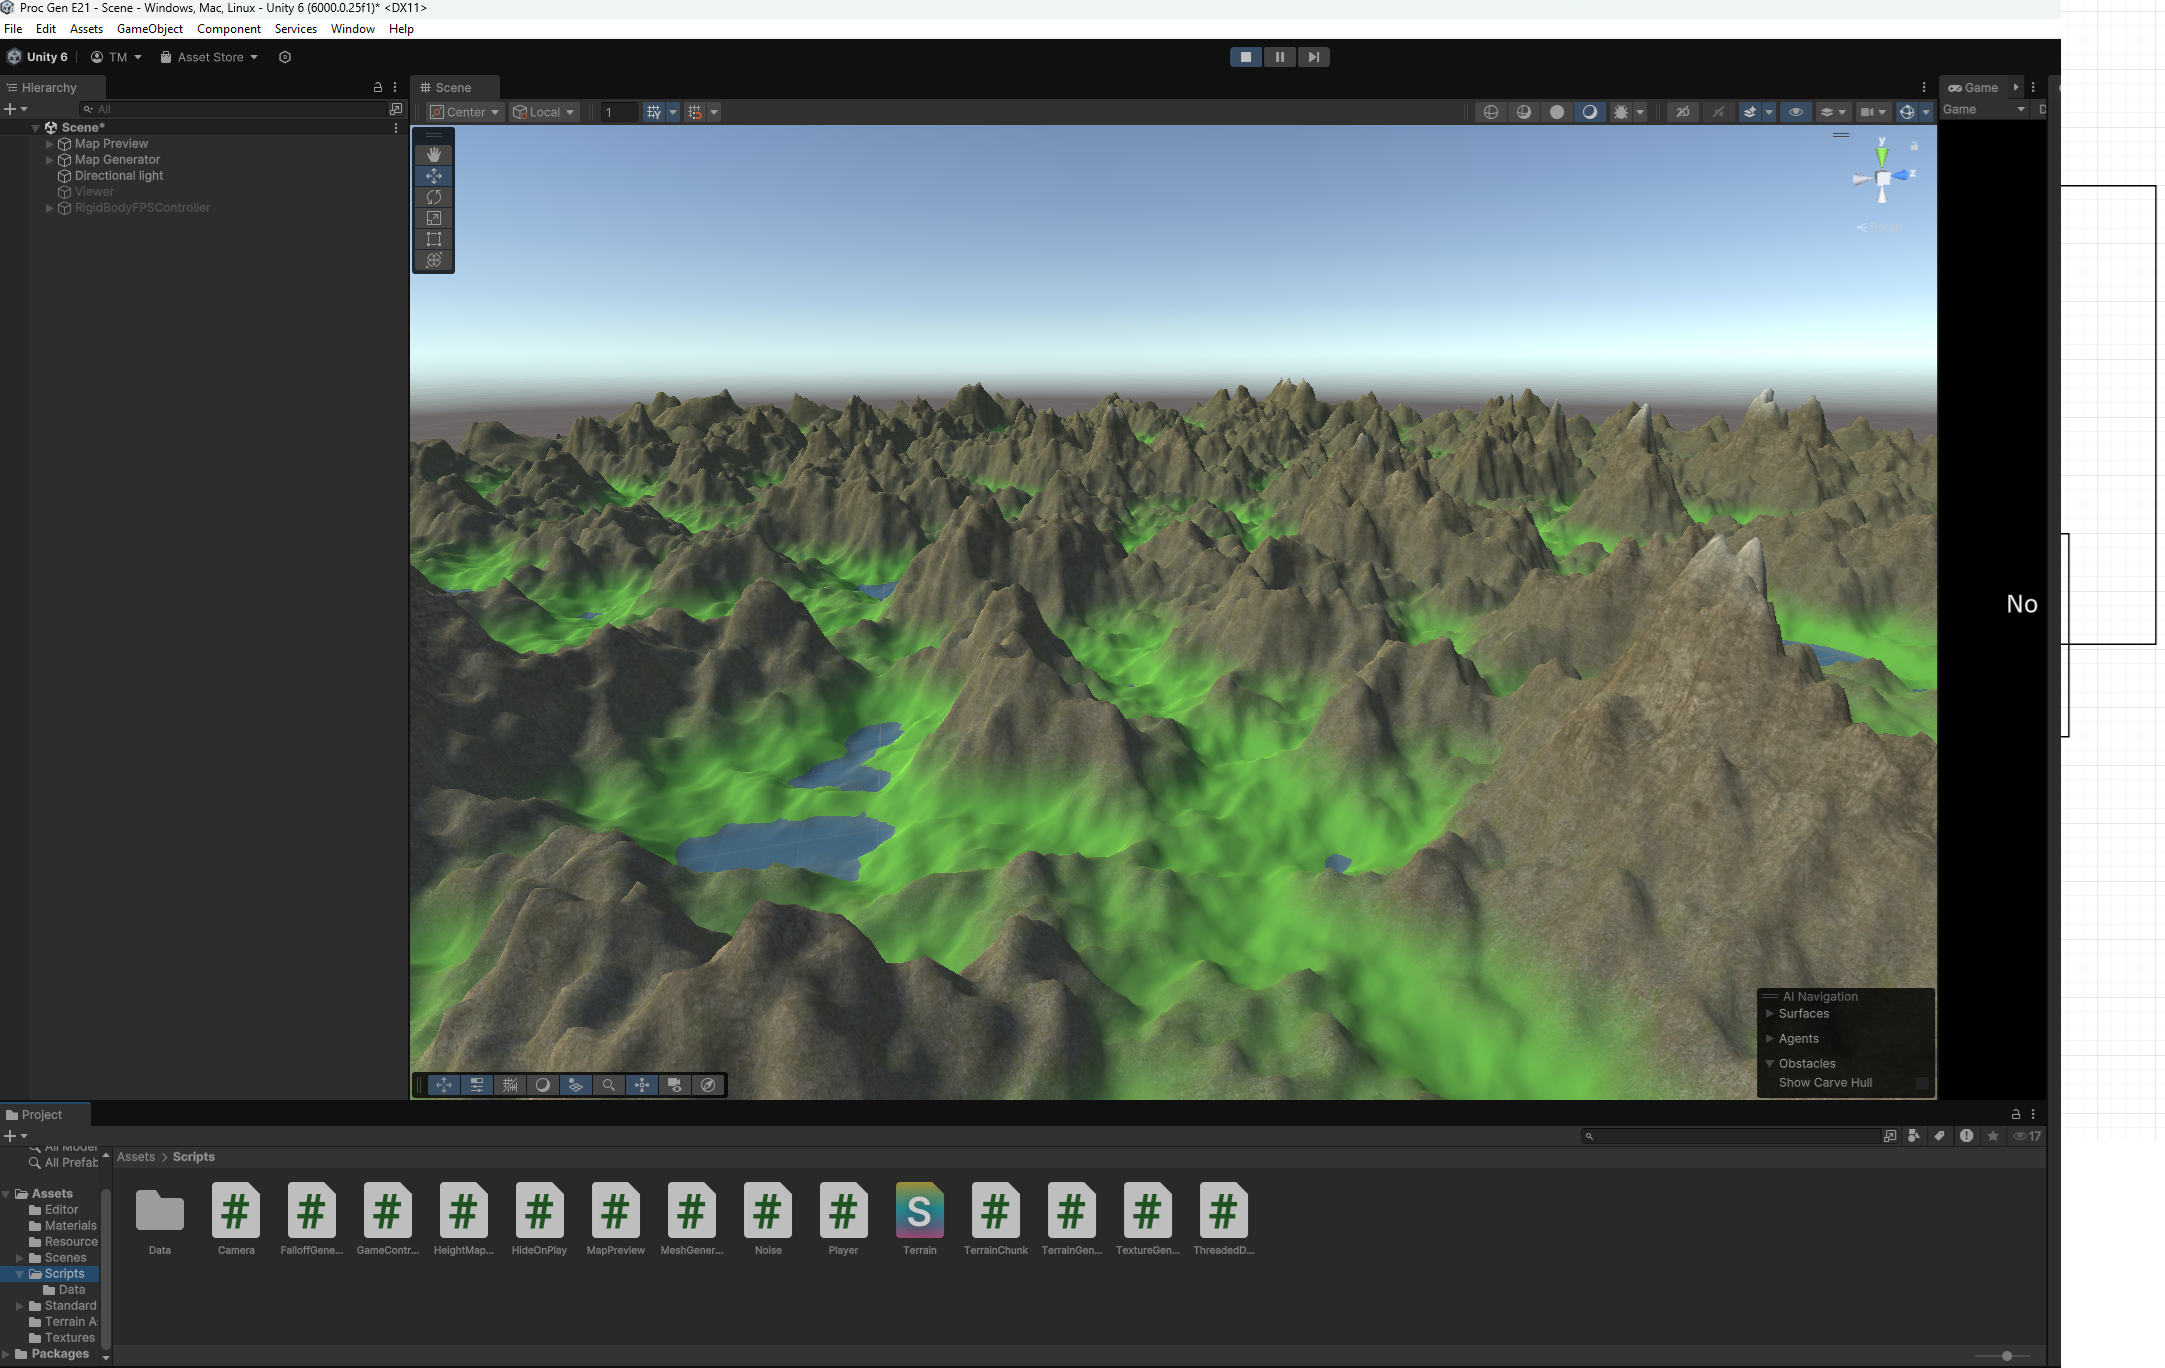 Proc Gen E21 - Scene - Windows, Mac, Linux - Unity 6 (6000.0.25f1)* <DX11>
File Edit Assets GameObject Component Services Window Help
Unity 6 TM Asset Store
Hierarchy
All
Scene*
Map Preview
Map Generator
Directional light
Viewer
RigidBodyFPSController
Scene
Center Local 1
2D
y
z
Persp
Game
Game D
No
AI Navigation
Surfaces
Agents
Obstacles
Show Carve Hull
Project
17
All Model
All Prefab
Assets
Editor
Materials
Resource
Scenes
Scripts
Data
Standard
Terrain A
Textures
Packages
Assets > Scripts
Data Camera FalloffGene... GameContr... HeightMap... HideOnPlay MapPreview MeshGener... Noise Player Terrain TerrainChunk TerrainGen... TextureGen... ThreadedD...